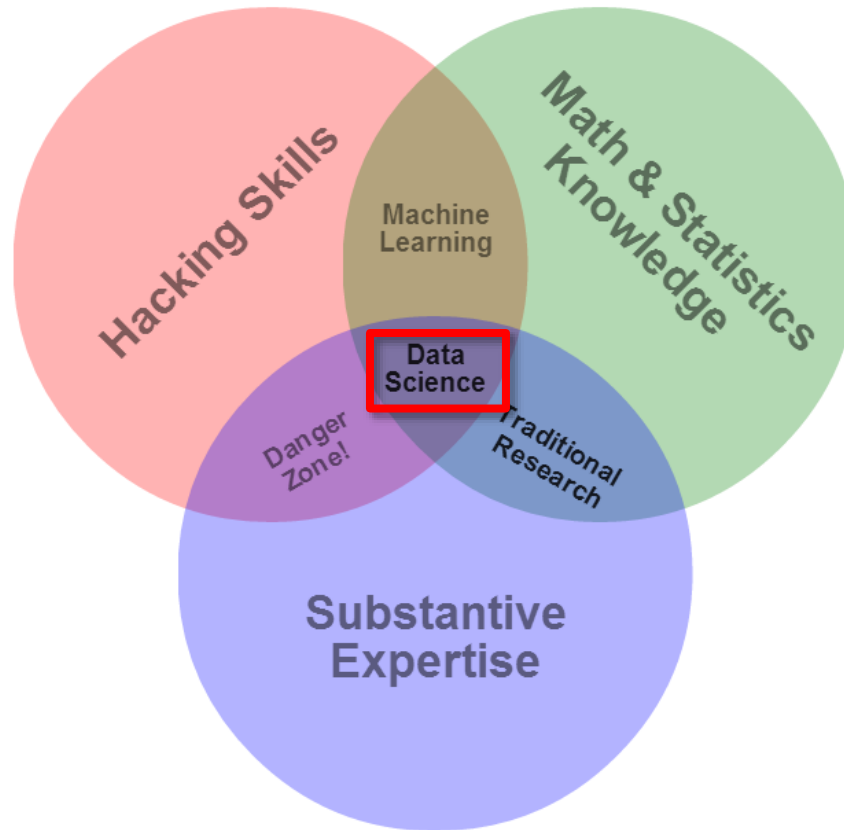 Hacking Skills
Math & Statistics
Knowledge
Machine
Learning
Data
Science
Danger
Zone!
Traditional
Research
Substantive
Expertise